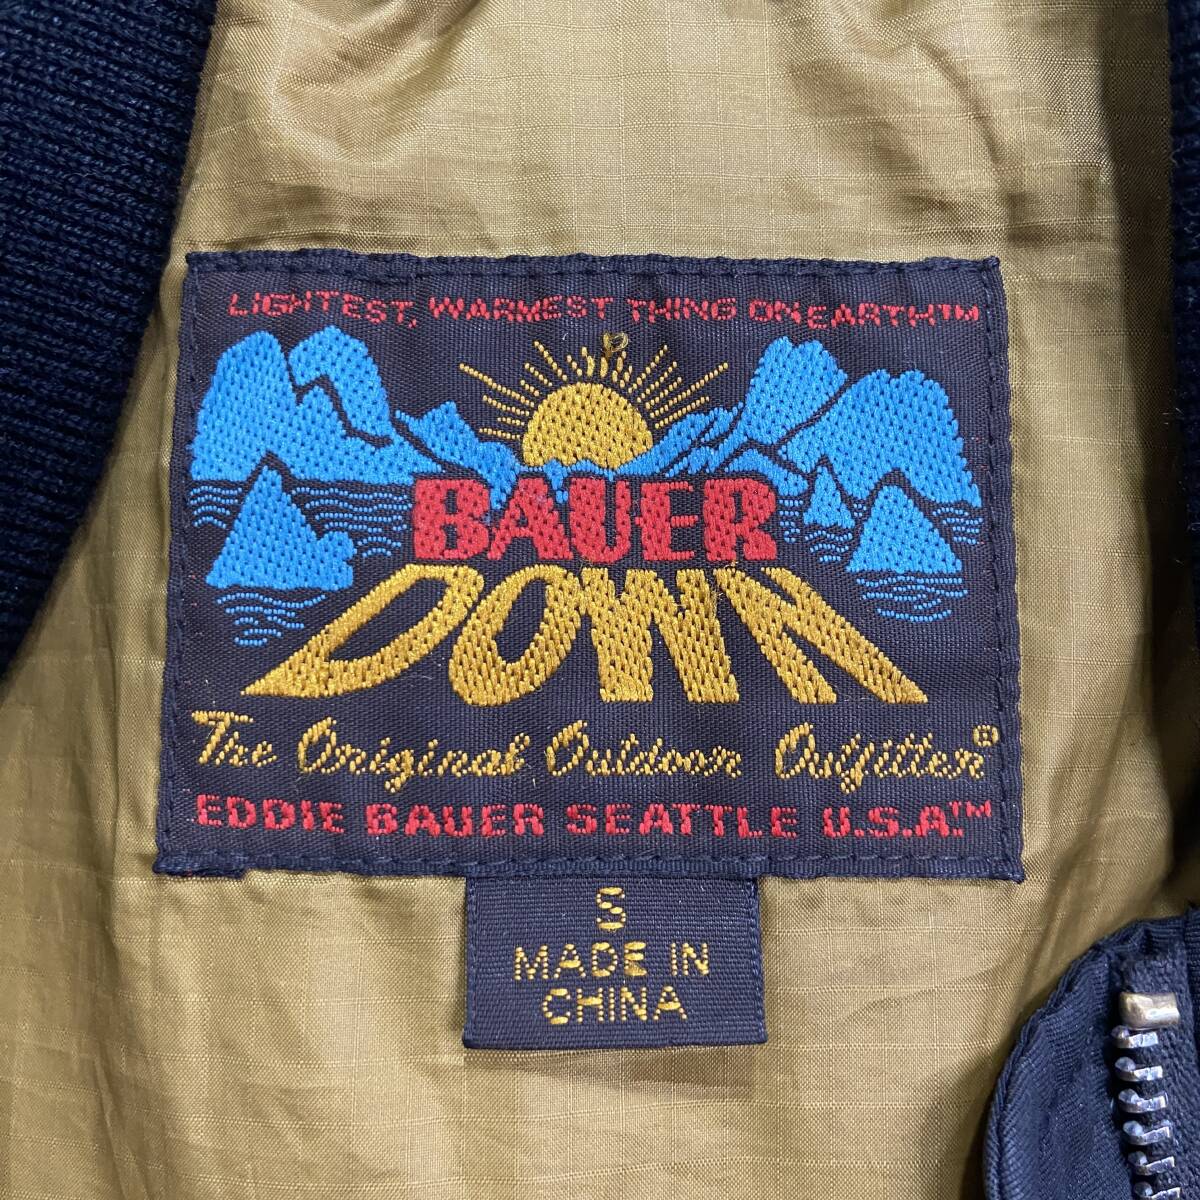 LIGHTEST, WARMEST THING ON EARTH™
BAUER
DOWN
The Original Outdoor Outfitter®
EDDIE BAUER SEATTLE U.S.A.™
S
MADE IN
CHINA